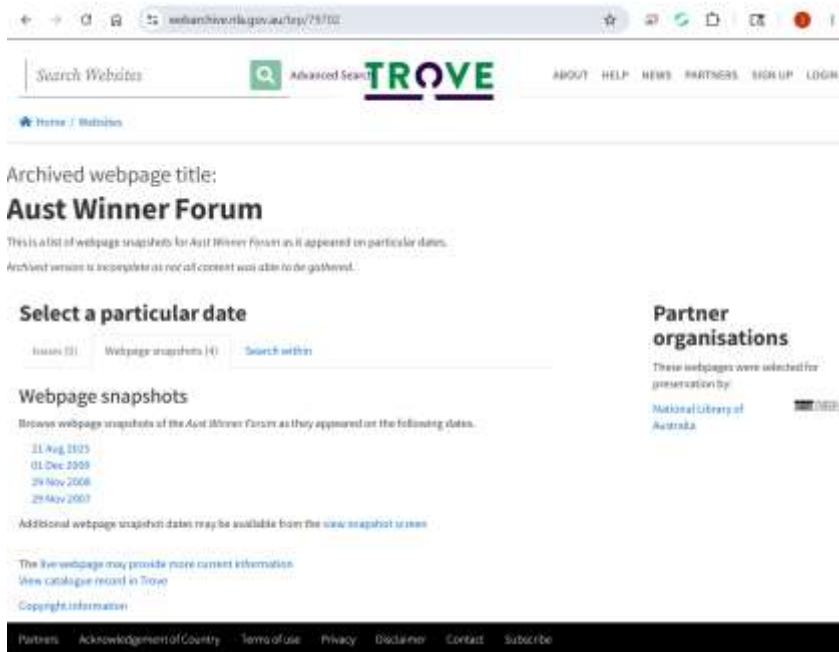 webarchive.nla.gov.au/tep/79702
Search Websites
Advanced Search
TROVE
ABOUT HELP NEWS PARTNERS SIGN UP LOGIN
Home / Websites
Archived webpage title:
Aust Winner Forum
This is a list of webpage snapshots for Aust Winner Forum as it appeared on particular dates.
Archived version is incomplete as not all content was able to be gathered.
Select a particular date
Issues (0) Webpage snapshots (4) Search within
Webpage snapshots
Browse webpage snapshots of the Aust Winner Forum as they appeared on the following dates.
21 Aug 2025
01 Dec 2009
29 Nov 2008
29 Nov 2007
Additional webpage snapshot dates may be available from the view snapshot screen
The live webpage may provide more current information
View catalogue record in Trove
Copyright information
Partner
organisations
These webpages were selected for
preservation by:
National Library of
Australia
Partners Acknowledgement of Country Terms of use Privacy Disclaimer Contact Subscribe